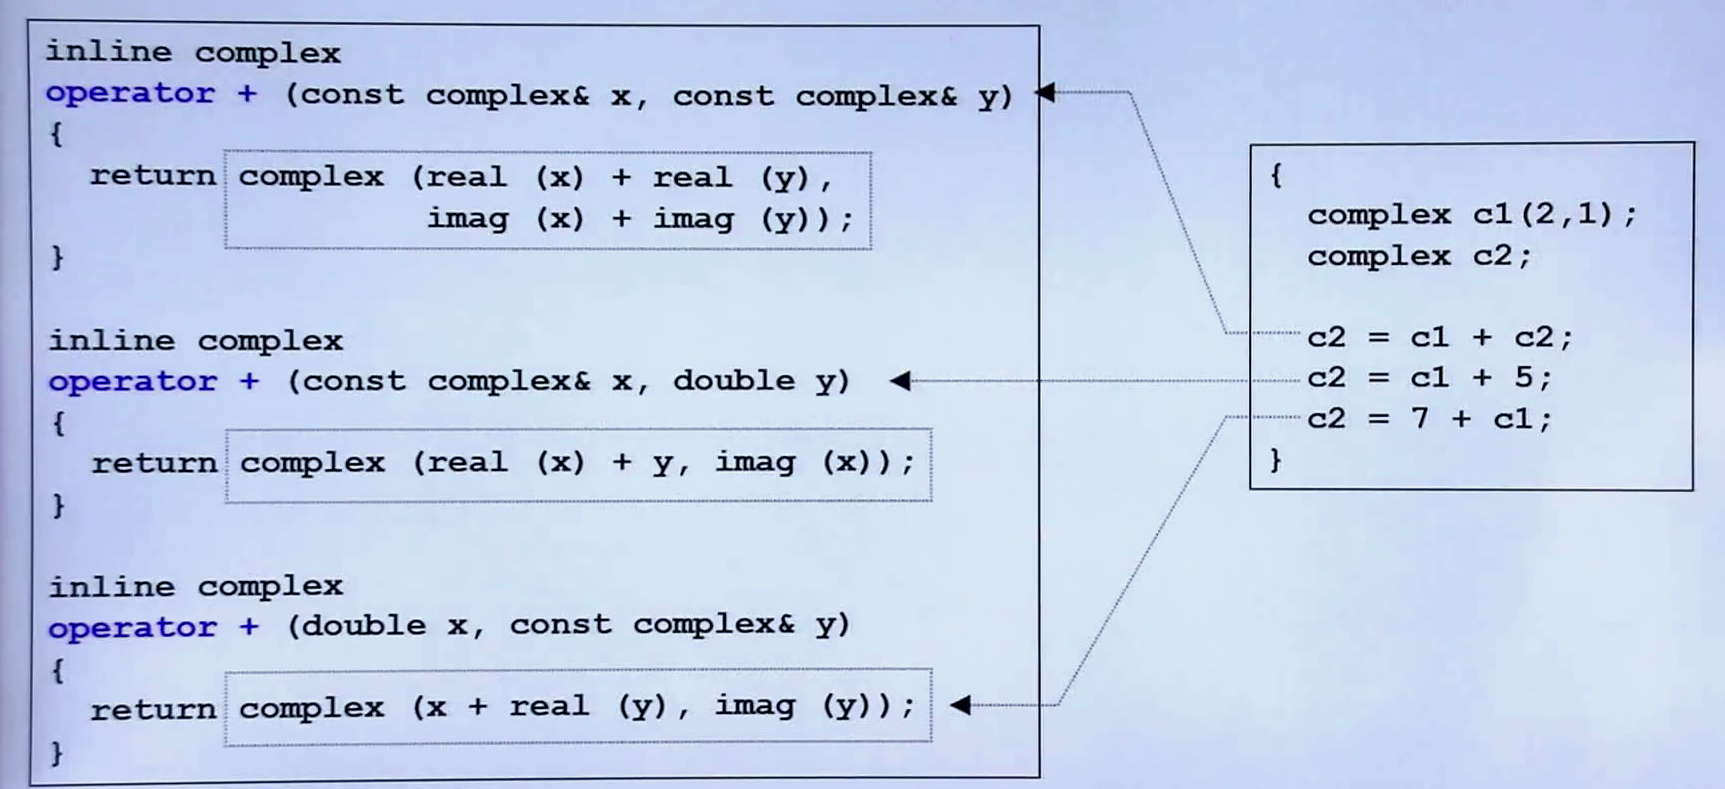 inline complex
operator + (const complex& x, const complex& y)
{
return complex (real (x) + real (y),
imag (x) + imag (y));
}
inline complex
operator + (const complex& x, double y)
{
return complex (real (x) + y, imag (x));
}
inline complex
operator + (double x, const complex& y)
{
return complex (x + real (y), imag (y));
}
{
complex c1(2,1);
complex c2;
c2 = c1 + c2;
c2 = c1 + 5;
c2 = 7 + c1;
}